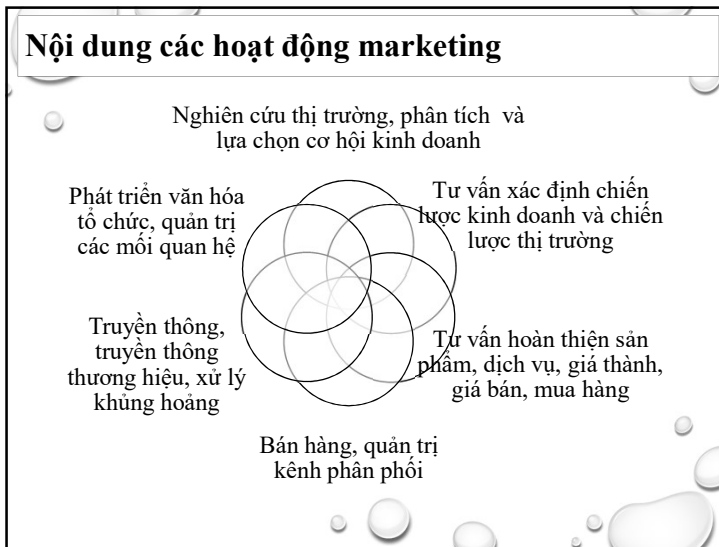 Nội dung các hoạt động marketing
Nghiên cứu thị trường, phân tích và
lựa chọn cơ hội kinh doanh
Tư vấn xác định chiến
lược kinh doanh và chiến
lược thị trường
Tư vấn hoàn thiện sản
phẩm, dịch vụ, giá thành,
giá bán, mua hàng
Bán hàng, quản trị
kênh phân phối
Truyền thông,
truyền thông
thương hiệu, xử lý
khủng hoảng
Phát triển văn hóa
tổ chức, quản trị
các mối quan hệ